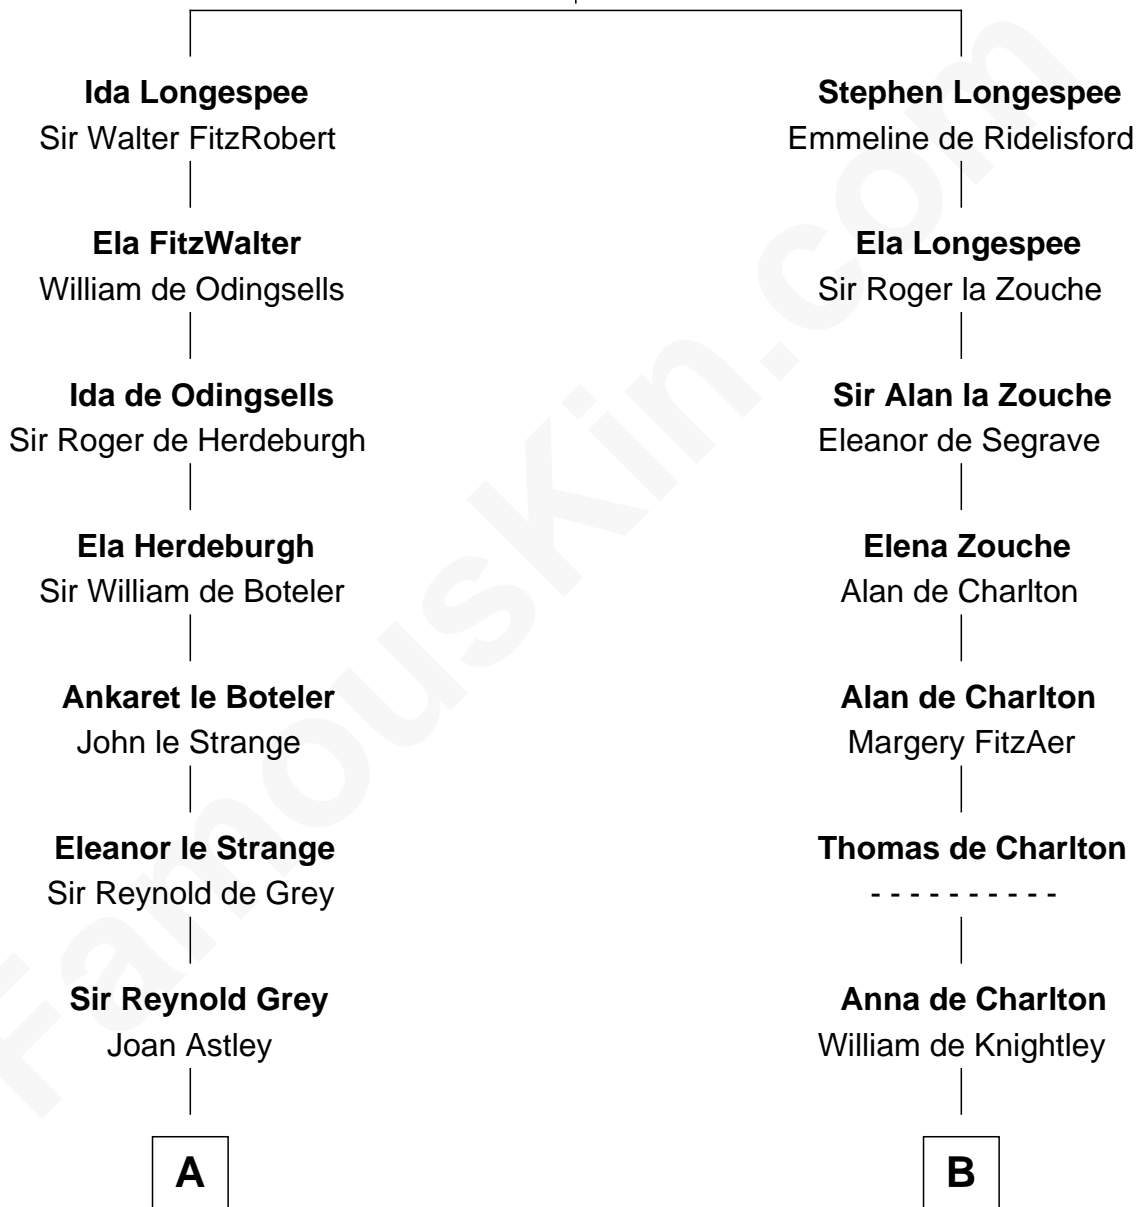 Ida Longespee
Sir Walter FitzRobert
Ela FitzWalter
William de Odingsells
Ida de Odingsells
Sir Roger de Herdeburgh
Ela Herdeburgh
Sir William de Boteler
Ankaret le Boteler
John le Strange
Eleanor le Strange
Sir Reynold de Grey
Sir Reynold Grey
Joan Astley
A
Stephen Longespee
Emmeline de Ridelisford
Ela Longespee
Sir Roger la Zouche
Sir Alan la Zouche
Eleanor de Segrave
Elena Zouche
Alan de Charlton
Alan de Charlton
Margery FitzAer
Thomas de Charlton
- - - - - - - - - -
Anna de Charlton
William de Knightley
B
FamousKin.com